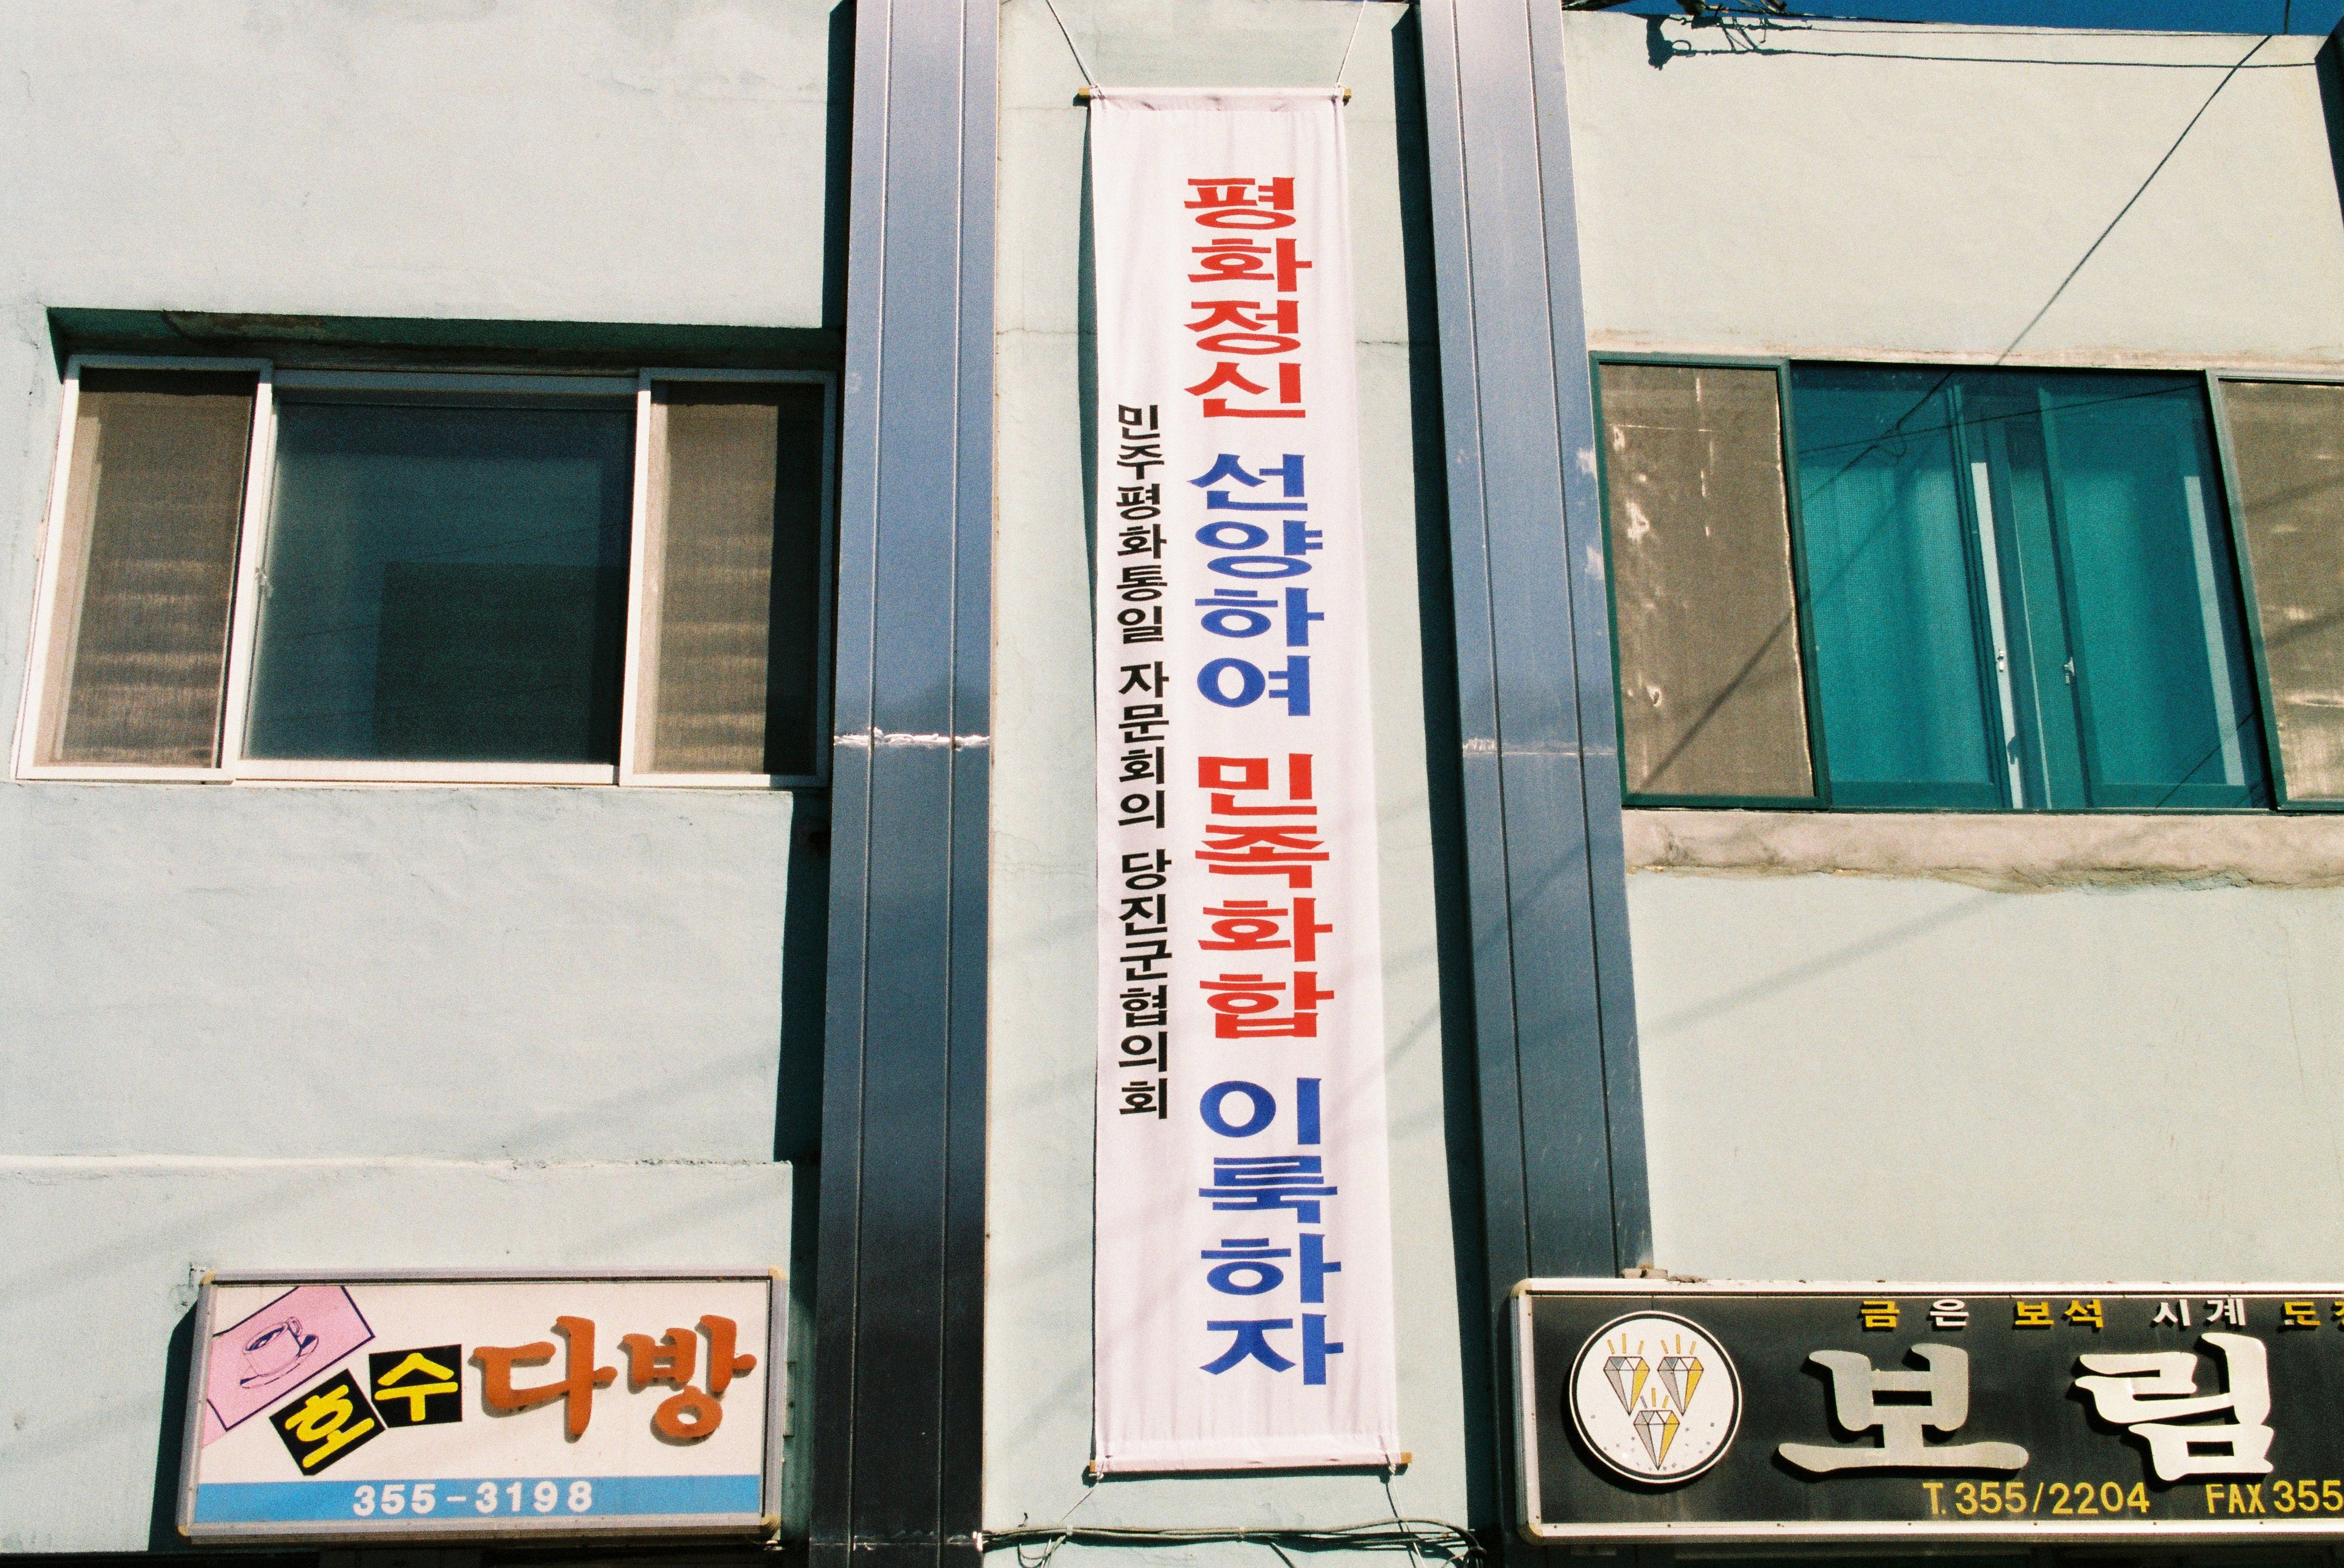 평화정신 선양하여 민족화합 이룩하자
민주평화통일 자문회의 당진군협의회
호수다방
355-3198
금은 보석 시계
보림
T. 355/2204 FAX 355